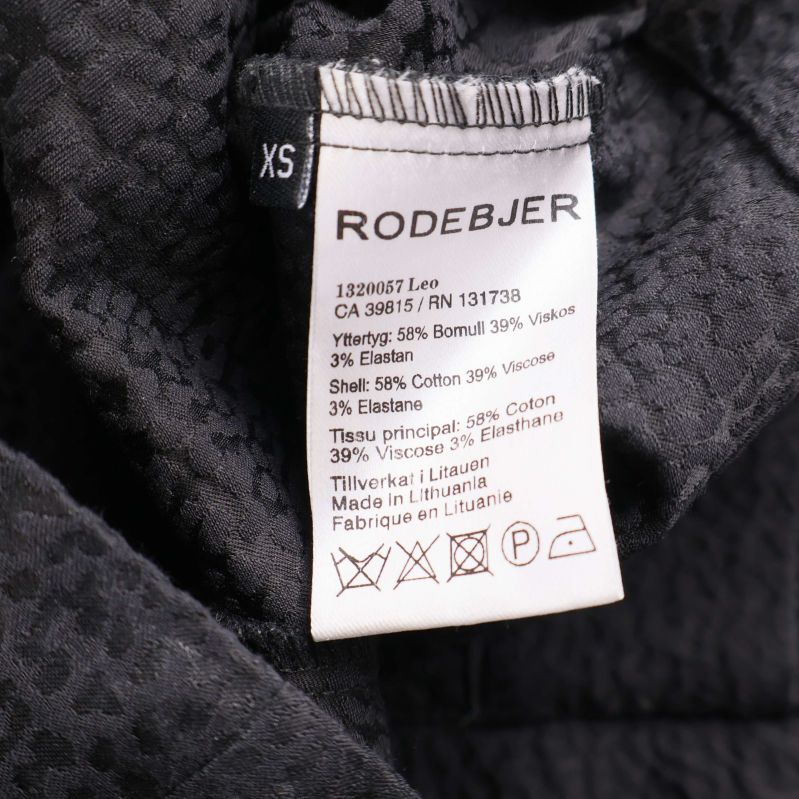 XS
RODEBJER
1320057 Leo
CA 39815 / RN 131738
Yttertyg: 58% Bomull 39% Viskos
3% Elastan
Shell: 58% Cotton 39% Viscose
3% Elastane
Tissu principal: 58% Coton
39% Viscose 3% Elasthane
Tillverkat i Litauen
Made in Lithuania
Fabrique en Lituanie
P